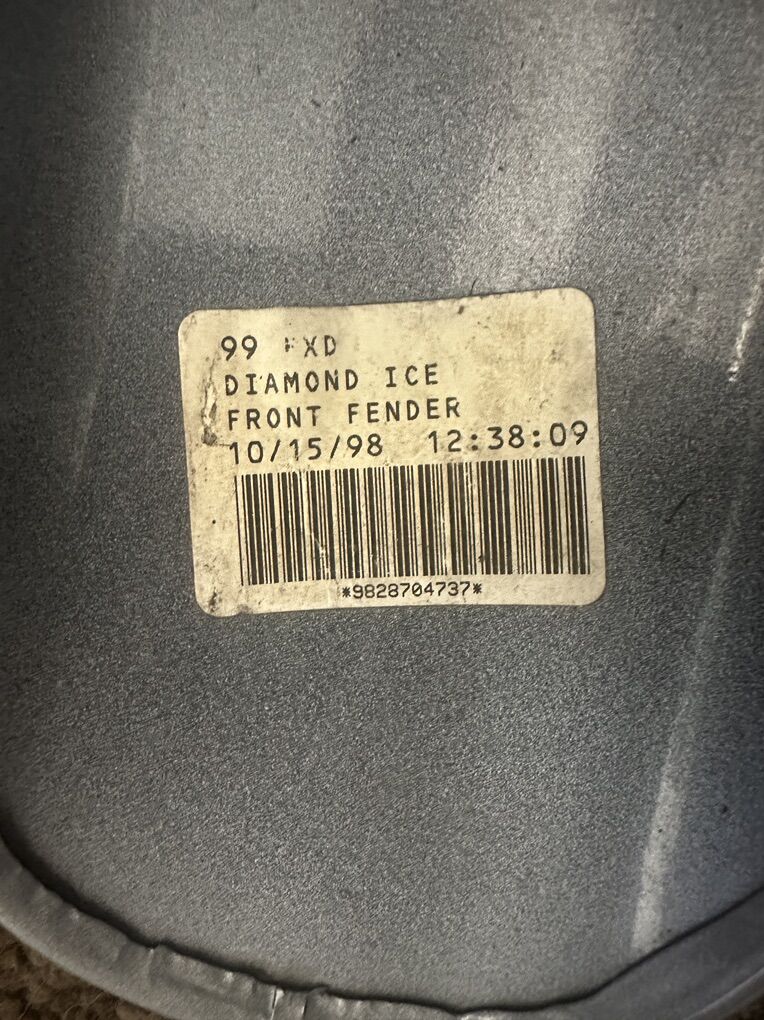 99 FXD
DIAMOND ICE
FRONT FENDER
10/15/98 12:38:09
*9828704737*